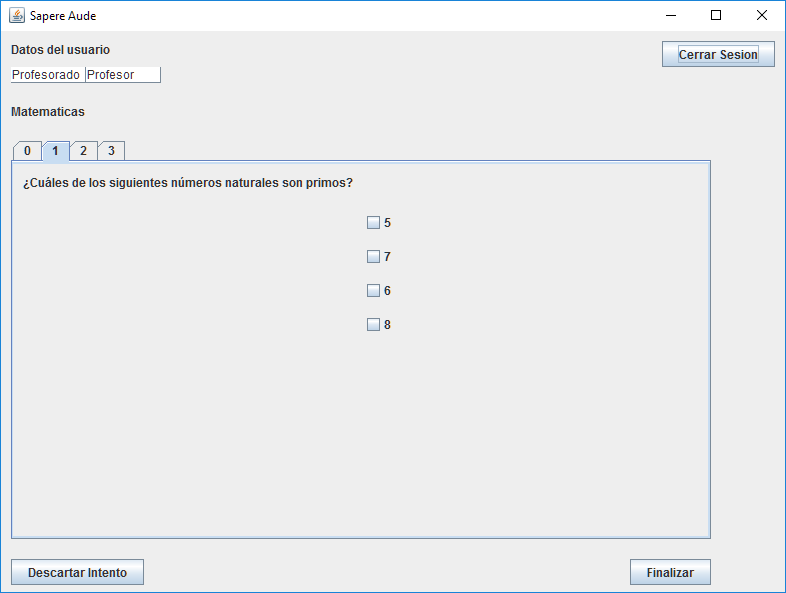 Sapere Aude
Datos del usuario
Cerrar Sesion
Profesorado Profesor
Matematicas
0 1 2 3
¿Cuáles de los siguientes números naturales son primos?
5
7
6
8
Descartar Intento
Finalizar